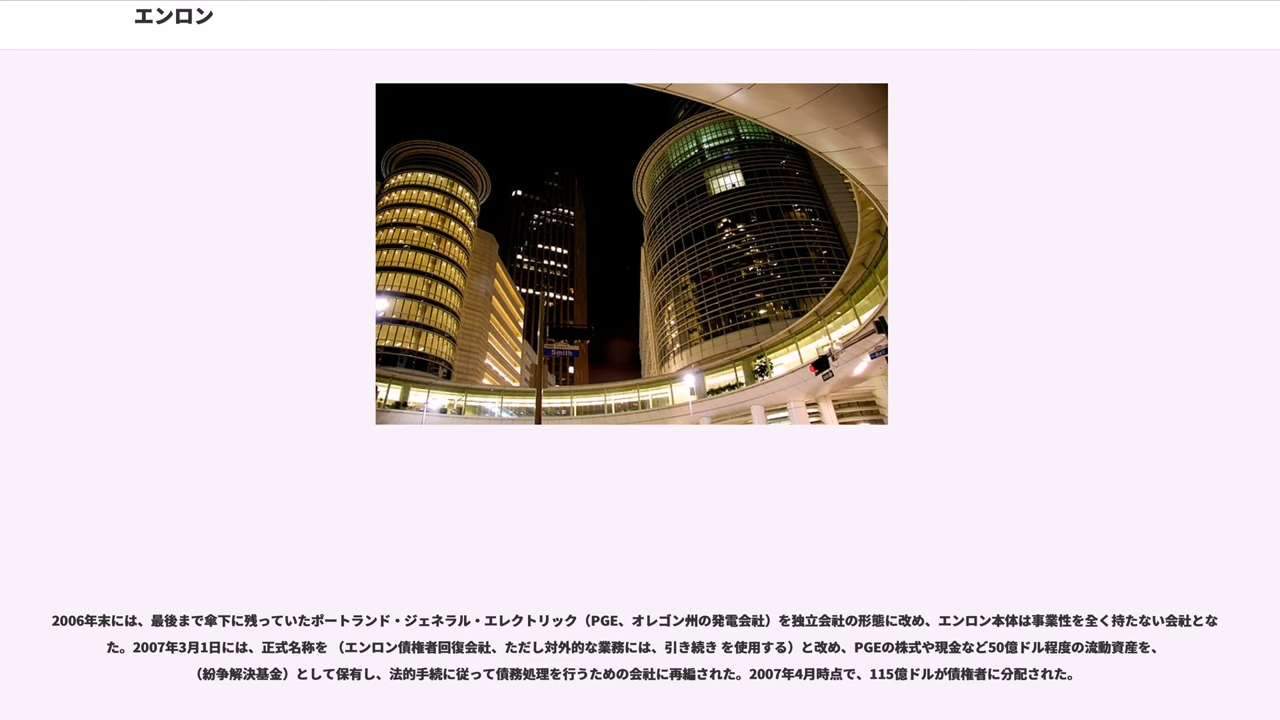 エンロン
Smith
2006年末には、最後まで傘下に残っていたポートランド・ジェネラル・エレクトリック（PGE、オレゴン州の発電会社）を独立会社の形態に改め、エンロン本体は事業性を全く持たない会社とな
た。2007年3月1日には、正式名称を （エンロン債権者回復会社、ただし対外的な業務には、引き続き を使用する）と改め、PGEの株式や現金など50億ドル程度の流動資産を、
（紛争解決基金）として保有し、法的手続に従って債務処理を行うための会社に再編された。2007年4月時点で、115億ドルが債権者に分配された。